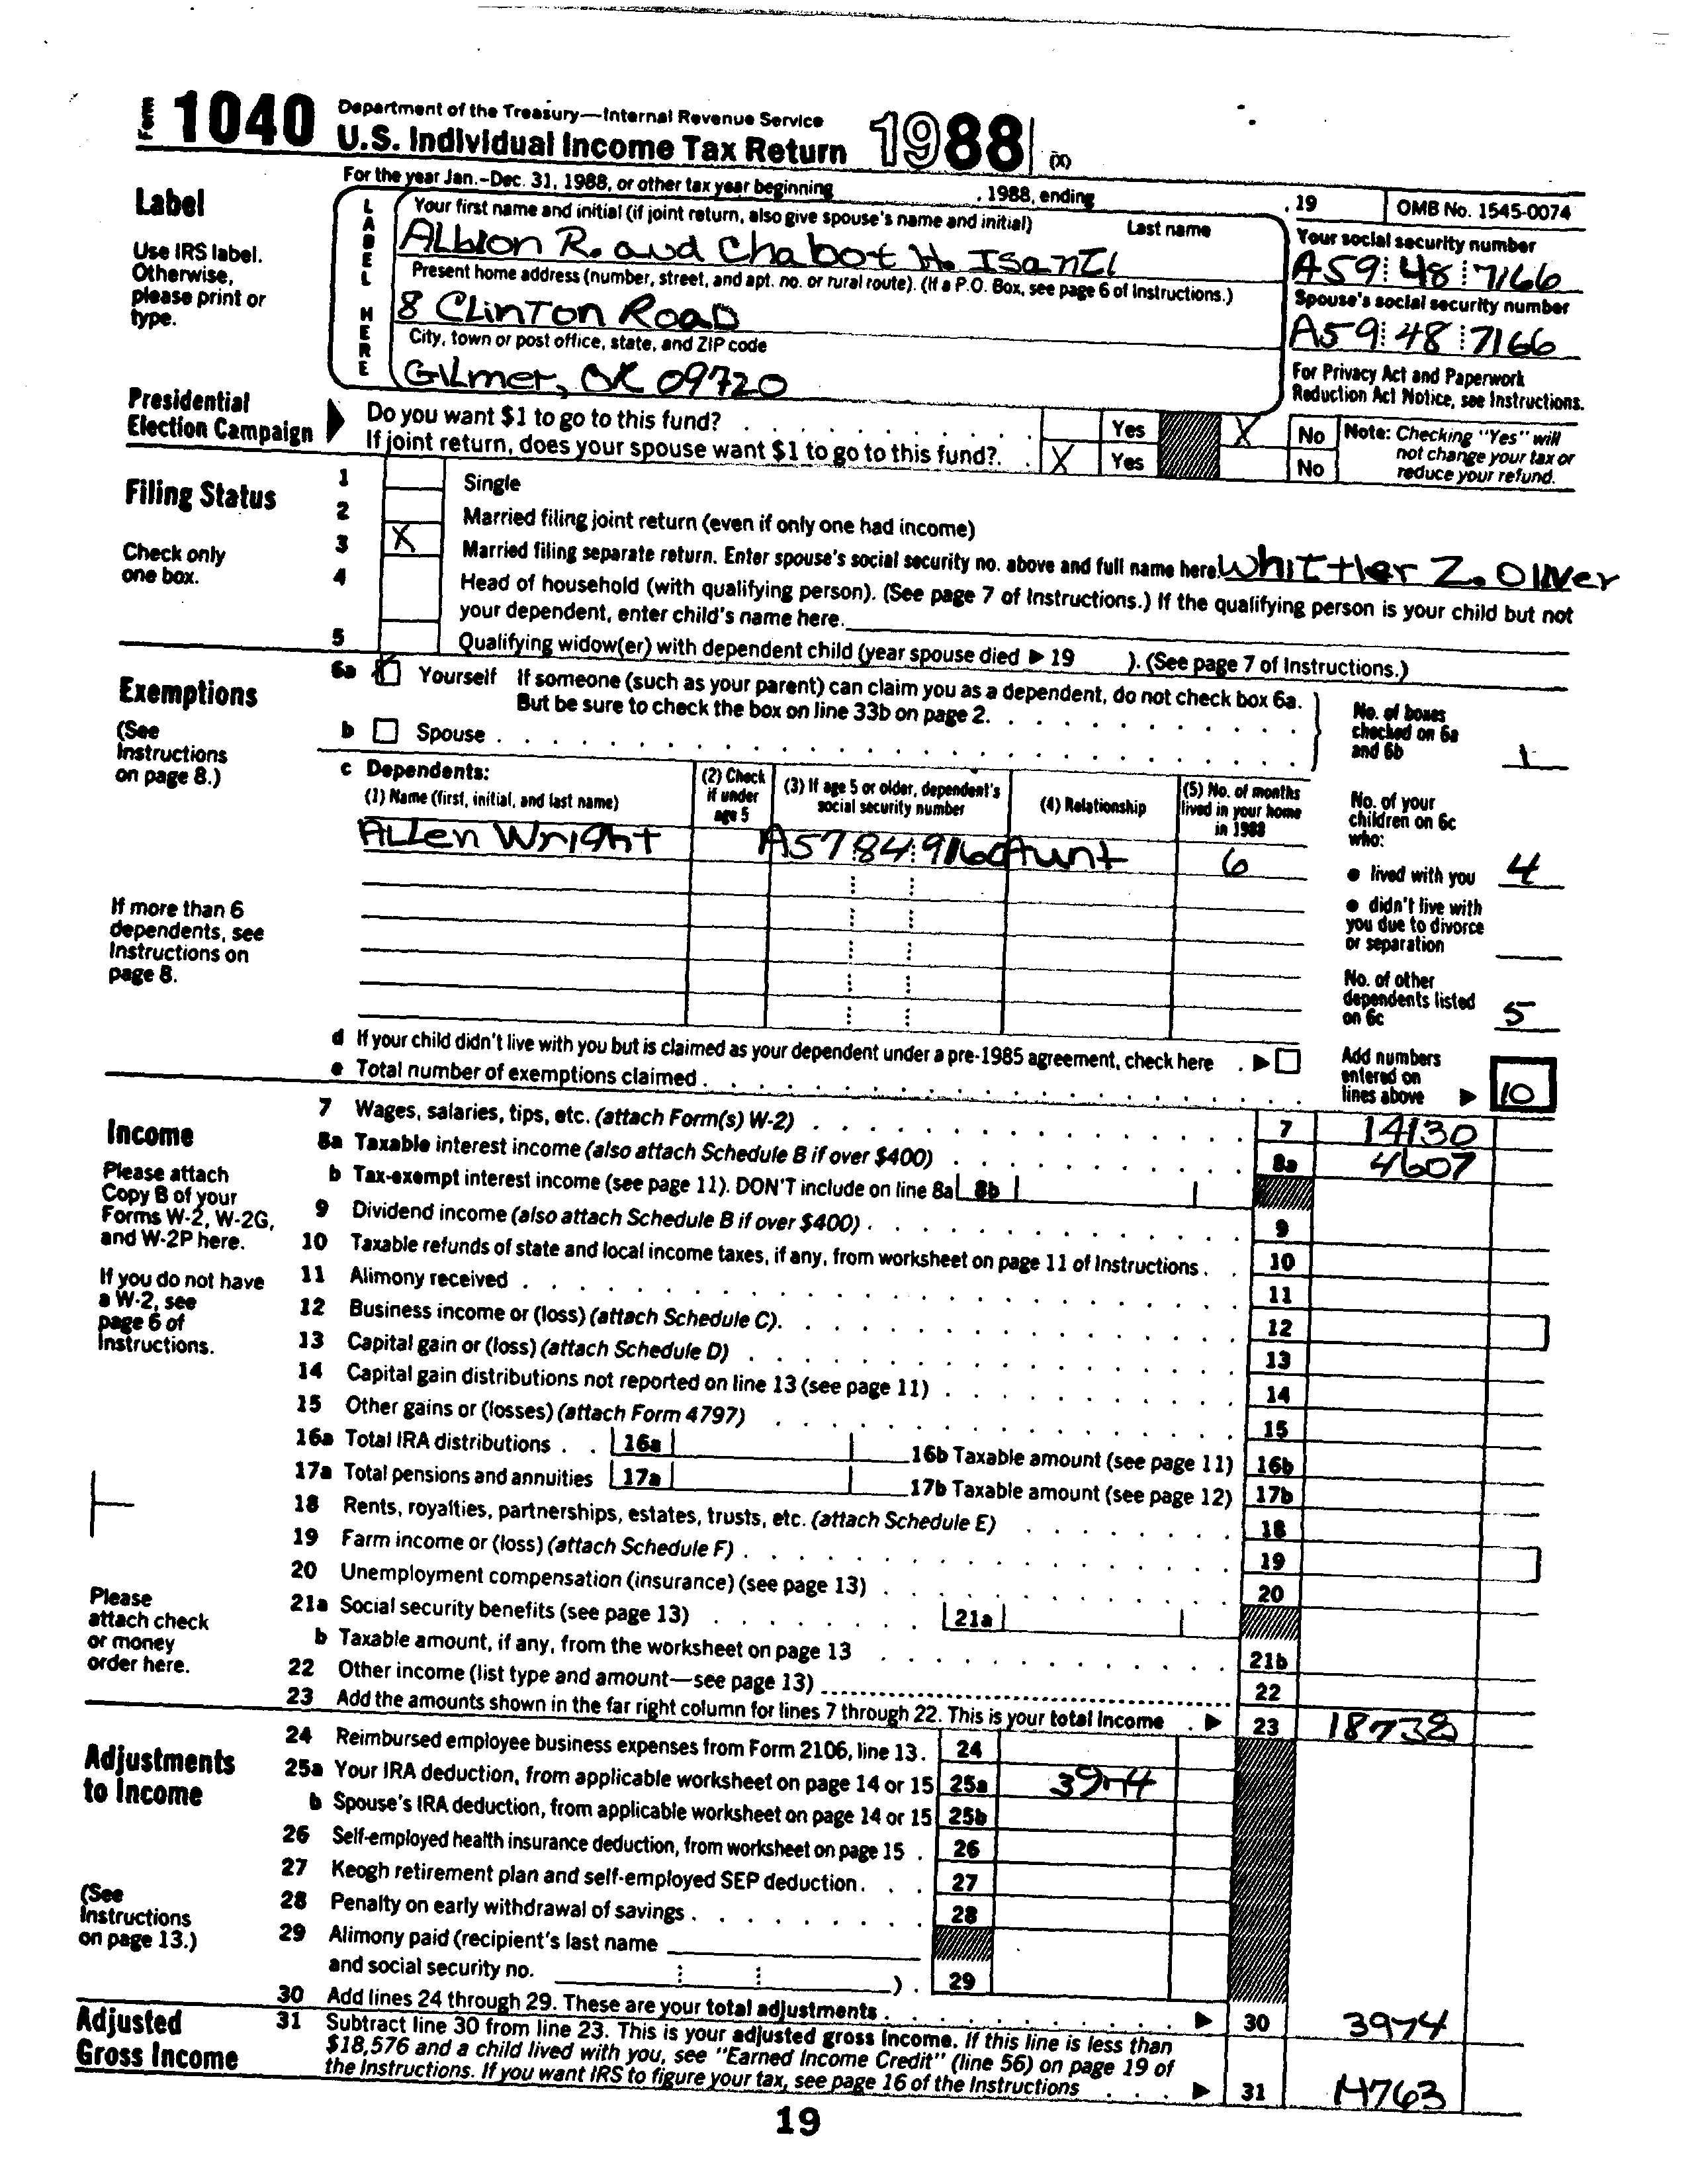 Form 1040 Department of the Treasury—Internal Revenue Service
U.S. Individual Income Tax Return 1988 (X)
For the year Jan.-Dec. 31, 1988, or other tax year beginning , 1988, ending , 19 OMB No. 1545-0074
Label
Use IRS label.
Otherwise,
please print or
type.
LABEL HERE
Your first name and initial (if joint return, also give spouse's name and initial) Last name
Albion R. and Chabot H. Isanti
Present home address (number, street, and apt. no. or rural route). (If a P.O. Box, see page 6 of Instructions.)
8 Clinton Road
City, town or post office, state, and ZIP code
Gilmer, OK 09720
Your social security number
A59 48 7166
Spouse's social security number
A59 48 7166
For Privacy Act and Paperwork
Reduction Act Notice, see Instructions.
Presidential
Election Campaign
Do you want $1 to go to this fund? Yes X No
If joint return, does your spouse want $1 to go to this fund? X Yes No
Note: Checking "Yes" will
not change your tax or
reduce your refund.
Filing Status
Check only
one box.
1 Single
2 Married filing joint return (even if only one had income)
3 X Married filing separate return. Enter spouse's social security no. above and full name here. Whittier Z. Oliver
4 Head of household (with qualifying person). (See page 7 of Instructions.) If the qualifying person is your child but not
your dependent, enter child's name here.
5 Qualifying widow(er) with dependent child (year spouse died ▶ 19 ). (See page 7 of Instructions.)
Exemptions
(See
Instructions
on page 8.)
6a X Yourself If someone (such as your parent) can claim you as a dependent, do not check box 6a.
But be sure to check the box on line 33b on page 2.
b Spouse
No. of boxes
checked on 6a
and 6b 1
c Dependents:
(1) Name (first, initial, and last name)
(2) Check
if under
age 5
(3) If age 5 or older, dependent's
social security number
(4) Relationship
(5) No. of months
lived in your home
in 1988
Allen Wright A57 84 9160 Aunt 6
If more than 6
dependents, see
Instructions on
page 8.
No. of your
children on 6c
who:
● lived with you 4
● didn't live with
you due to divorce
or separation
No. of other
dependents listed
on 6c 5
d If your child didn't live with you but is claimed as your dependent under a pre-1985 agreement, check here ▶
e Total number of exemptions claimed
Add numbers
entered on
lines above ▶ 10
Income
Please attach
Copy B of your
Forms W-2, W-2G,
and W-2P here.
If you do not have
a W-2, see
page 6 of
Instructions.
Please
attach check
or money
order here.
7 Wages, salaries, tips, etc. (attach Form(s) W-2) 7 14130
8a Taxable interest income (also attach Schedule B if over $400) 8a 4607
b Tax-exempt interest income (see page 11). DON'T include on line 8a 8b
9 Dividend income (also attach Schedule B if over $400) 9
10 Taxable refunds of state and local income taxes, if any, from worksheet on page 11 of Instructions 10
11 Alimony received 11
12 Business income or (loss) (attach Schedule C) 12
13 Capital gain or (loss) (attach Schedule D) 13
14 Capital gain distributions not reported on line 13 (see page 11) 14
15 Other gains or (losses) (attach Form 4797) 15
16a Total IRA distributions 16a 16b Taxable amount (see page 11) 16b
17a Total pensions and annuities 17a 17b Taxable amount (see page 12) 17b
18 Rents, royalties, partnerships, estates, trusts, etc. (attach Schedule E) 18
19 Farm income or (loss) (attach Schedule F) 19
20 Unemployment compensation (insurance) (see page 13) 20
21a Social security benefits (see page 13) 21a
b Taxable amount, if any, from the worksheet on page 13 21b
22 Other income (list type and amount—see page 13) 22
23 Add the amounts shown in the far right column for lines 7 through 22. This is your total income ▶ 23 18738
Adjustments
to Income
(See
Instructions
on page 13.)
24 Reimbursed employee business expenses from Form 2106, line 13. 24
25a Your IRA deduction, from applicable worksheet on page 14 or 15 25a 3974
b Spouse's IRA deduction, from applicable worksheet on page 14 or 15 25b
26 Self-employed health insurance deduction, from worksheet on page 15 26
27 Keogh retirement plan and self-employed SEP deduction 27
28 Penalty on early withdrawal of savings 28
29 Alimony paid (recipient's last name
and social security no. ) 29
30 Add lines 24 through 29. These are your total adjustments ▶ 30 3974
Adjusted
Gross Income
31 Subtract line 30 from line 23. This is your adjusted gross income. If this line is less than
$18,576 and a child lived with you, see "Earned Income Credit" (line 56) on page 19 of
the Instructions. If you want IRS to figure your tax, see page 16 of the Instructions ▶ 31 14763
19